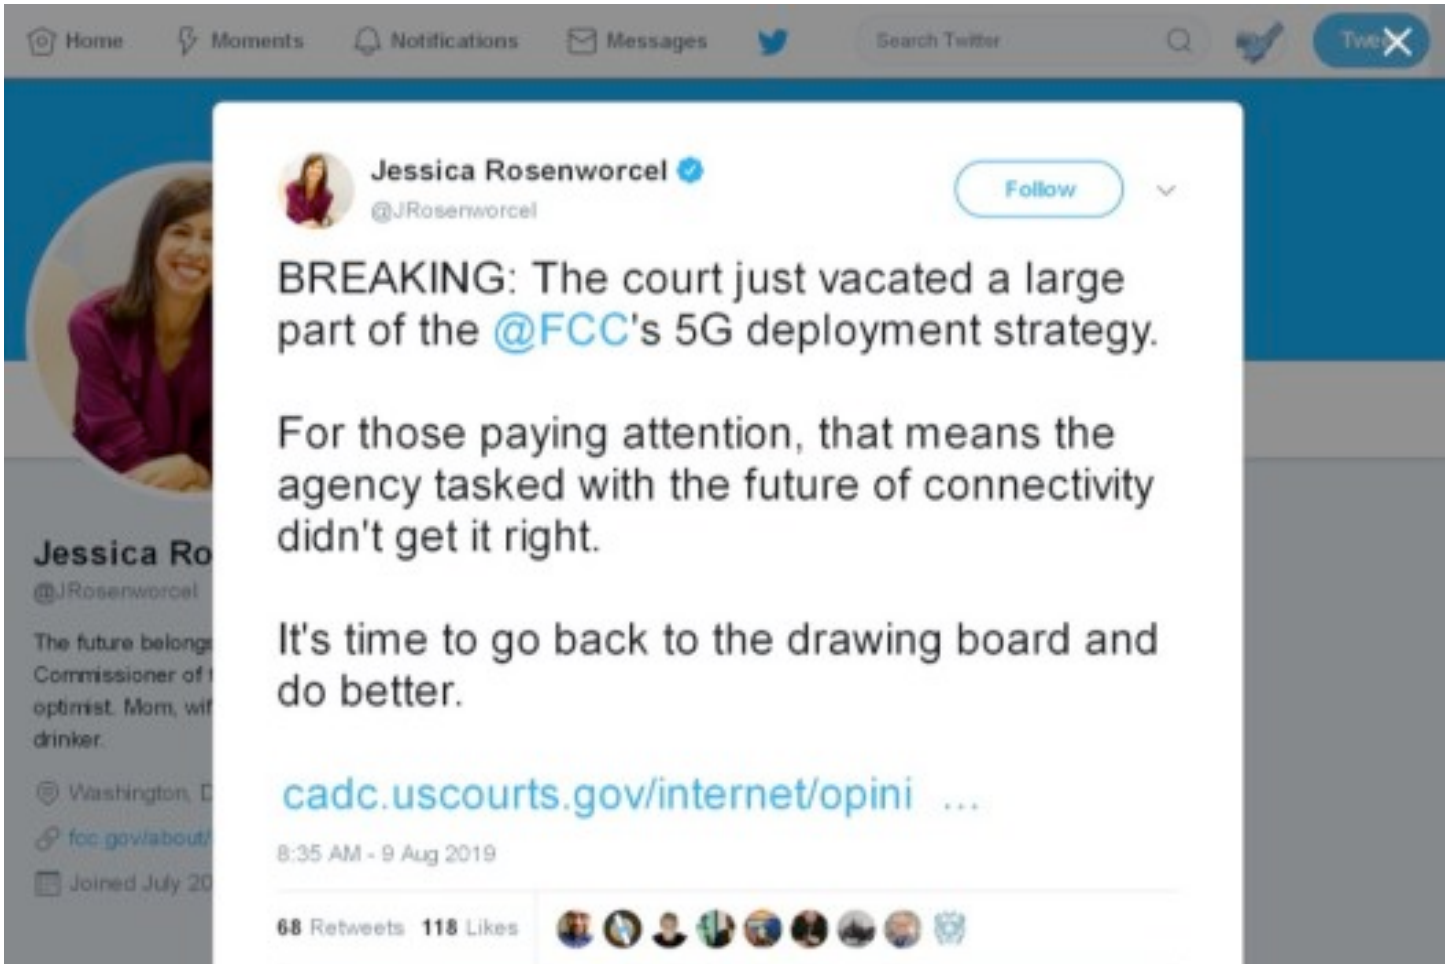 Home Moments Notifications Messages Search Twitter
Jessica Rosenworcel
@JRosenworcel
Follow
BREAKING: The court just vacated a large
part of the @FCC's 5G deployment strategy.
For those paying attention, that means the
agency tasked with the future of connectivity
didn't get it right.
It's time to go back to the drawing board and
do better.
cadc.uscourts.gov/internet/opini ...
8:35 AM - 9 Aug 2019
68 Retweets 118 Likes
Jessica Ro
@JRosenworcel
The future belongs
Commissioner of
optimist. Mom, wif
drinker.
Washington, D
fcc.gov/about/
Joined July 20